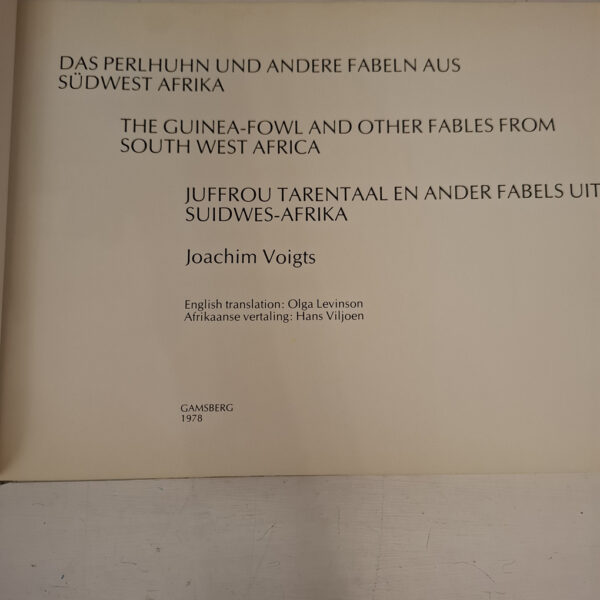 DAS PERLHUHN UND ANDERE FABELN AUS
SÜDWEST AFRIKA
THE GUINEA-FOWL AND OTHER FABLES FROM
SOUTH WEST AFRICA
JUFFROU TARENTAAL EN ANDER FABELS UIT
SUIDWES-AFRIKA
Joachim Voigts
English translation: Olga Levinson
Afrikaanse vertaling: Hans Viljoen
GAMSBERG
1978